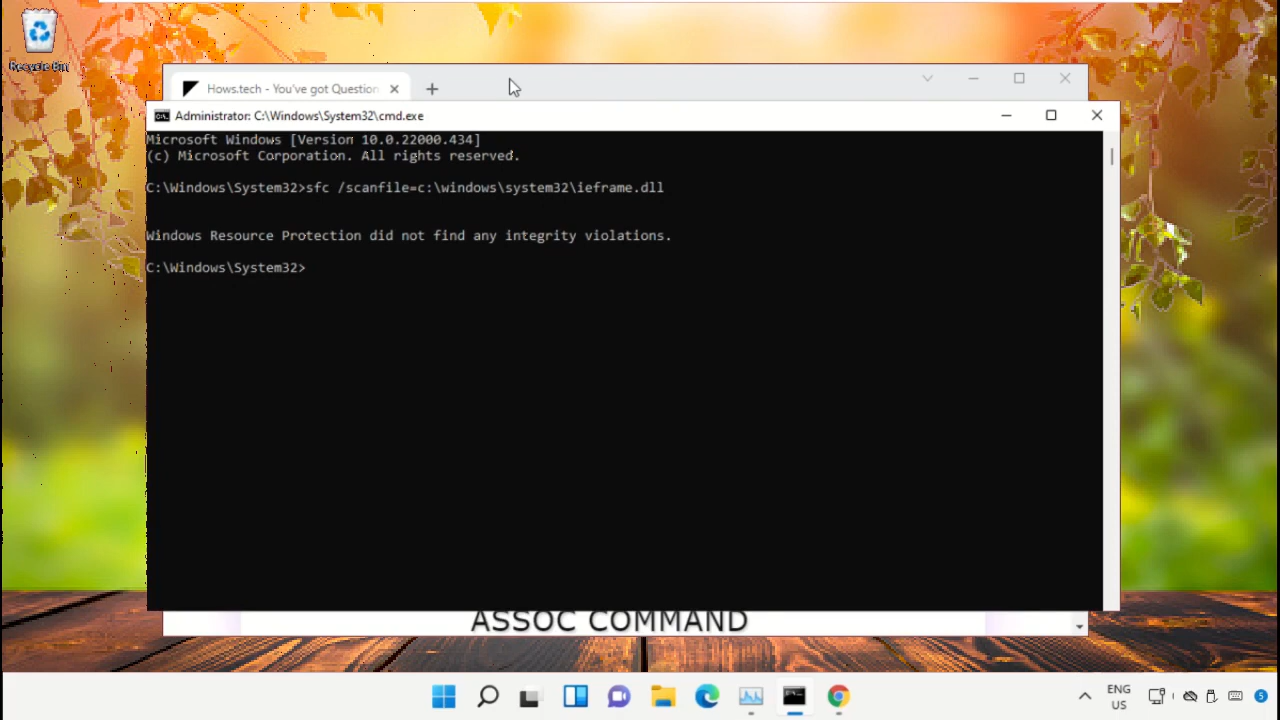 Recycle Bin
Hows.tech - You've got Question
Administrator: C:\Windows\System32\cmd.exe
Microsoft Windows [Version 10.0.22000.434]
(c) Microsoft Corporation. All rights reserved.
C:\Windows\System32>sfc /scanfile=c:\windows\system32\ieframe.dll
Windows Resource Protection did not find any integrity violations.
C:\Windows\System32>
ASSOC COMMAND
ENG
US
5